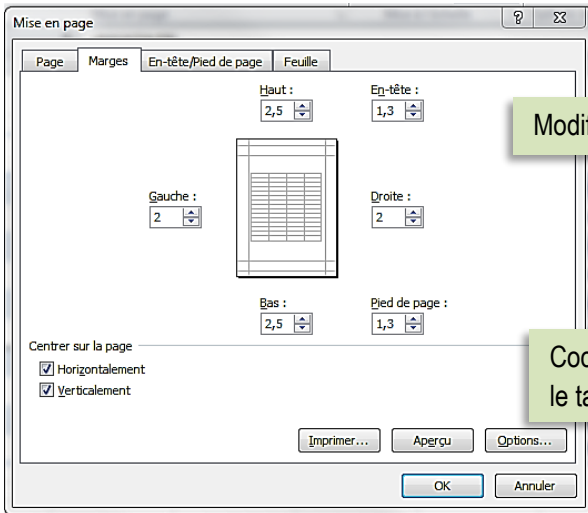 Mise en page
Page Marges En-tête/Pied de page Feuille
Haut : En-tête :
2,5 1,3
Gauche : Droite :
2 2
Bas : Pied de page :
2,5 1,3
Centrer sur la page
Horizontalement
Verticalement
Imprimer... Aperçu Options...
OK Annuler
Modif
le